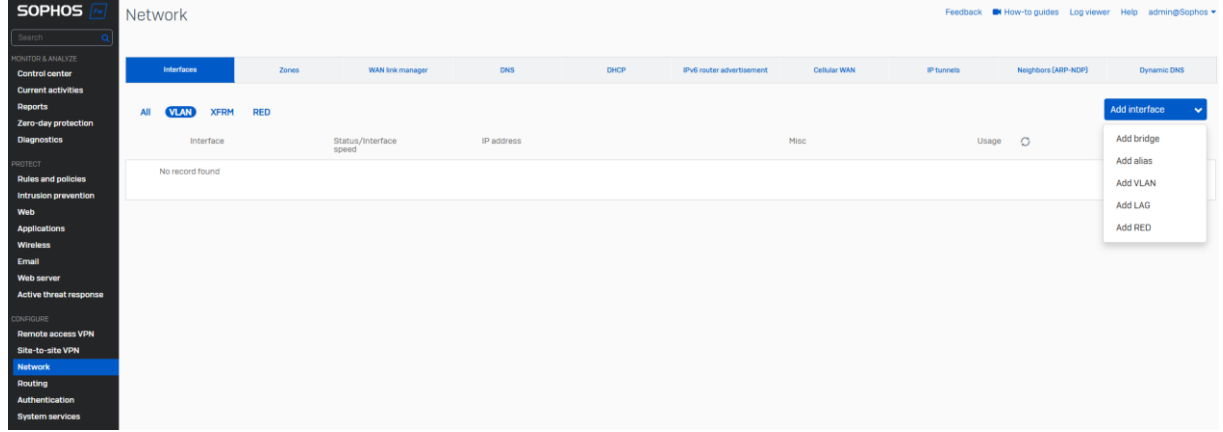 SOPHOS
Network
Feedback How-to guides Log viewer Help admin@Sophos
Search
MONITOR & ANALYZE
Control center
Current activities
Reports
Zero-day protection
Diagnostics
PROTECT
Rules and policies
Intrusion prevention
Web
Applications
Wireless
Email
Web server
Active threat response
CONFIGURE
Remote access VPN
Site-to-site VPN
Network
Routing
Authentication
System services
Interfaces Zones WAN link manager DNS DHCP IPv6 router advertisement Cellular WAN IP tunnels Neighbors (ARP-NDP) Dynamic DNS
All VLAN XFRM RED
Add interface
Interface Status/Interface speed IP address Misc Usage
No record found
Add bridge
Add alias
Add VLAN
Add LAG
Add RED